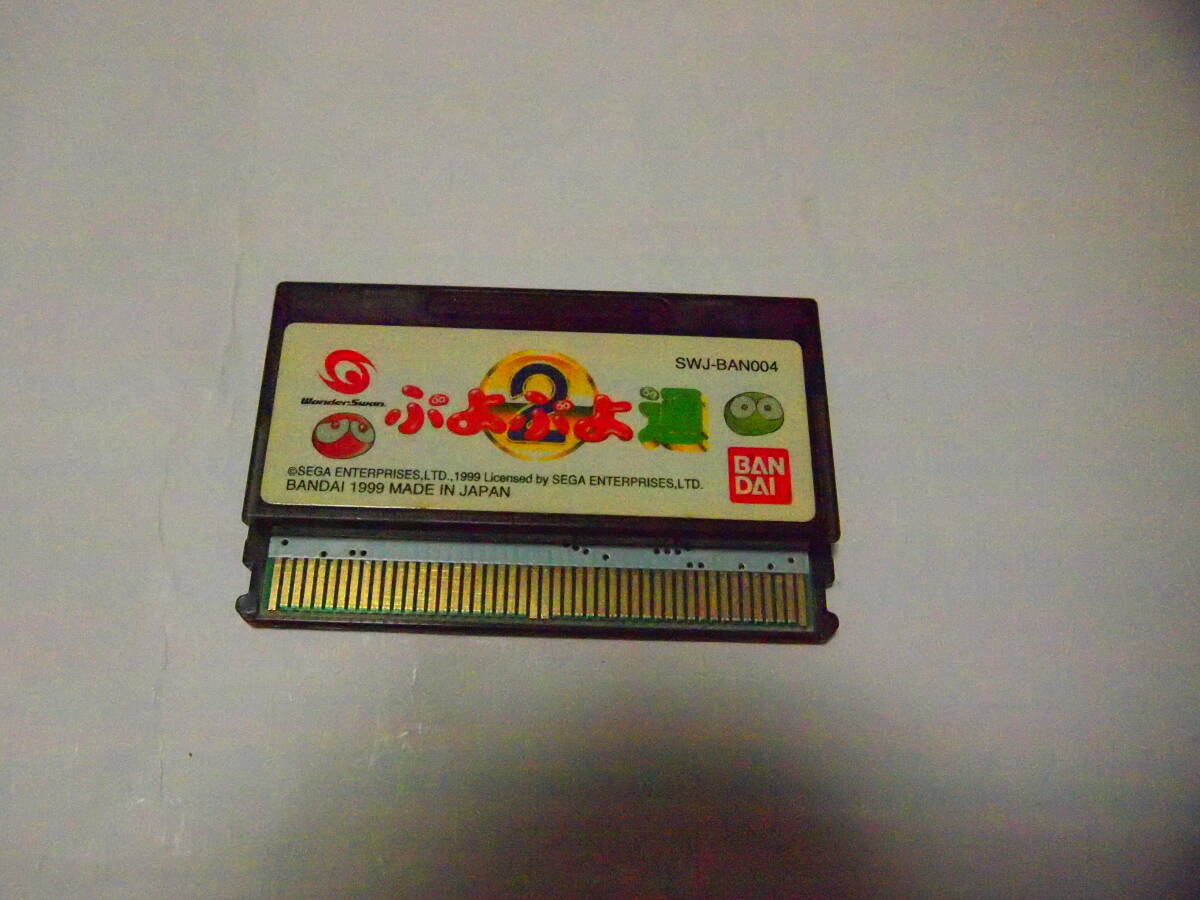 SWJ-BAN004
WonderSwan
ぷよぷよ通
2
©SEGA ENTERPRISES,LTD.,1999 Licensed by SEGA ENTERPRISES,LTD.
BANDAI 1999 MADE IN JAPAN
BAN
DAI